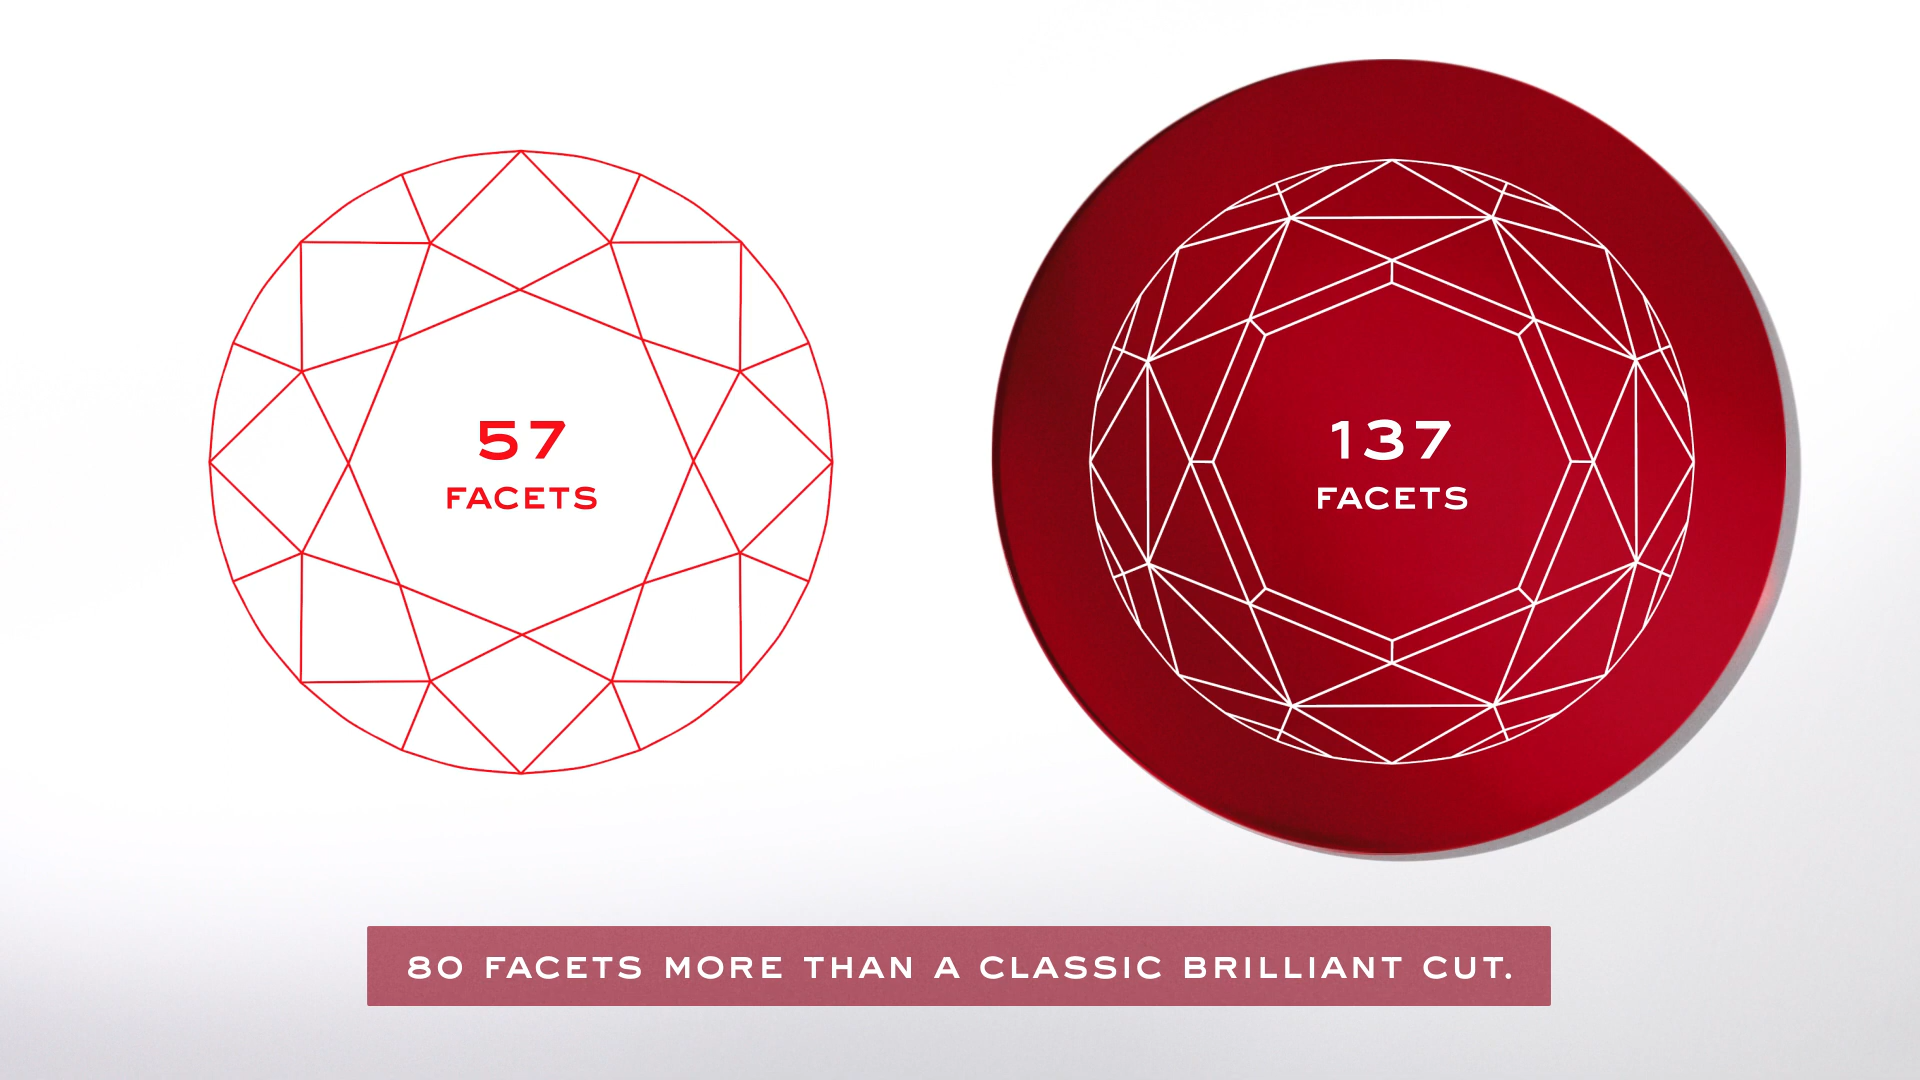 57
FACETS
137
FACETS
80 FACETS MORE THAN A CLASSIC BRILLIANT CUT.